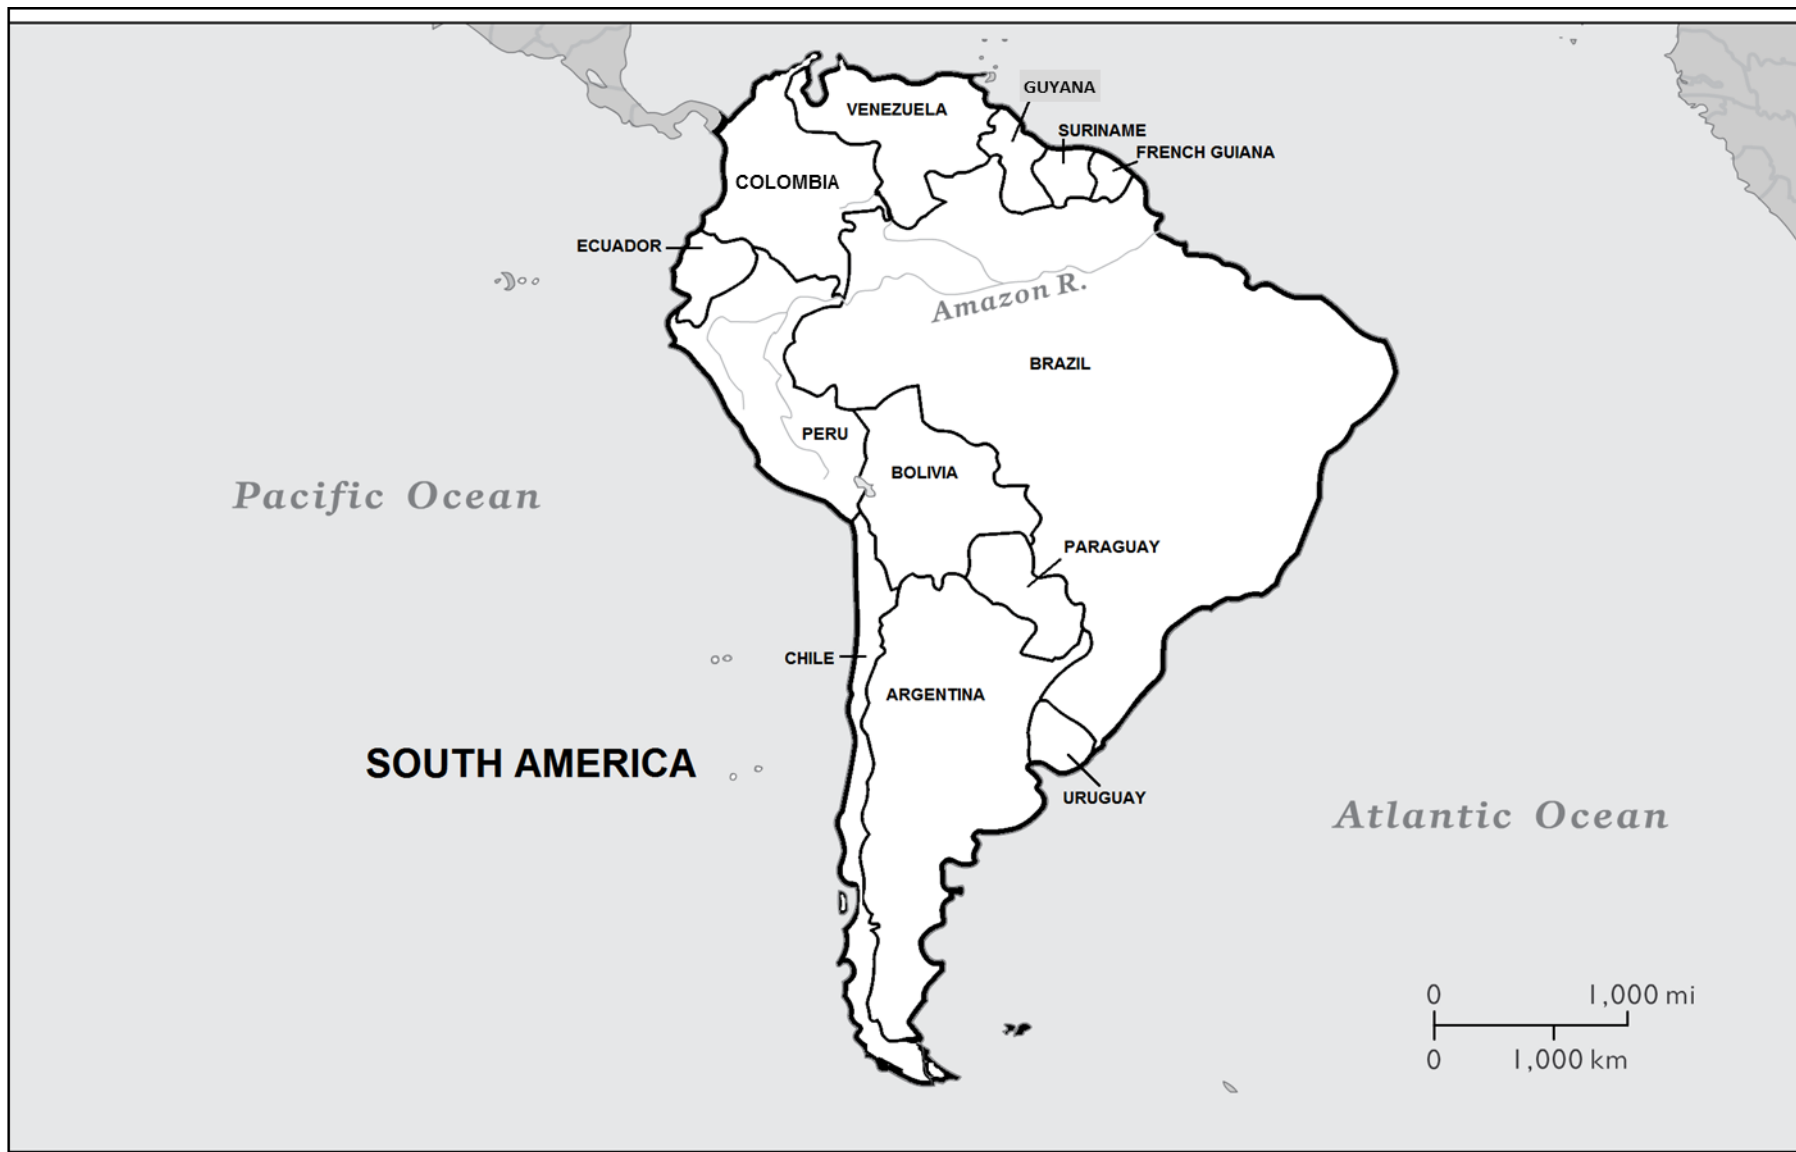 GUYANA
VENEZUELA
SURINAME
FRENCH GUIANA
COLOMBIA
ECUADOR
Amazon R.
BRAZIL
PERU
BOLIVIA
Pacific Ocean
PARAGUAY
CHILE
ARGENTINA
SOUTH AMERICA
URUGUAY
Atlantic Ocean
0 1,000 mi
0 1,000 km